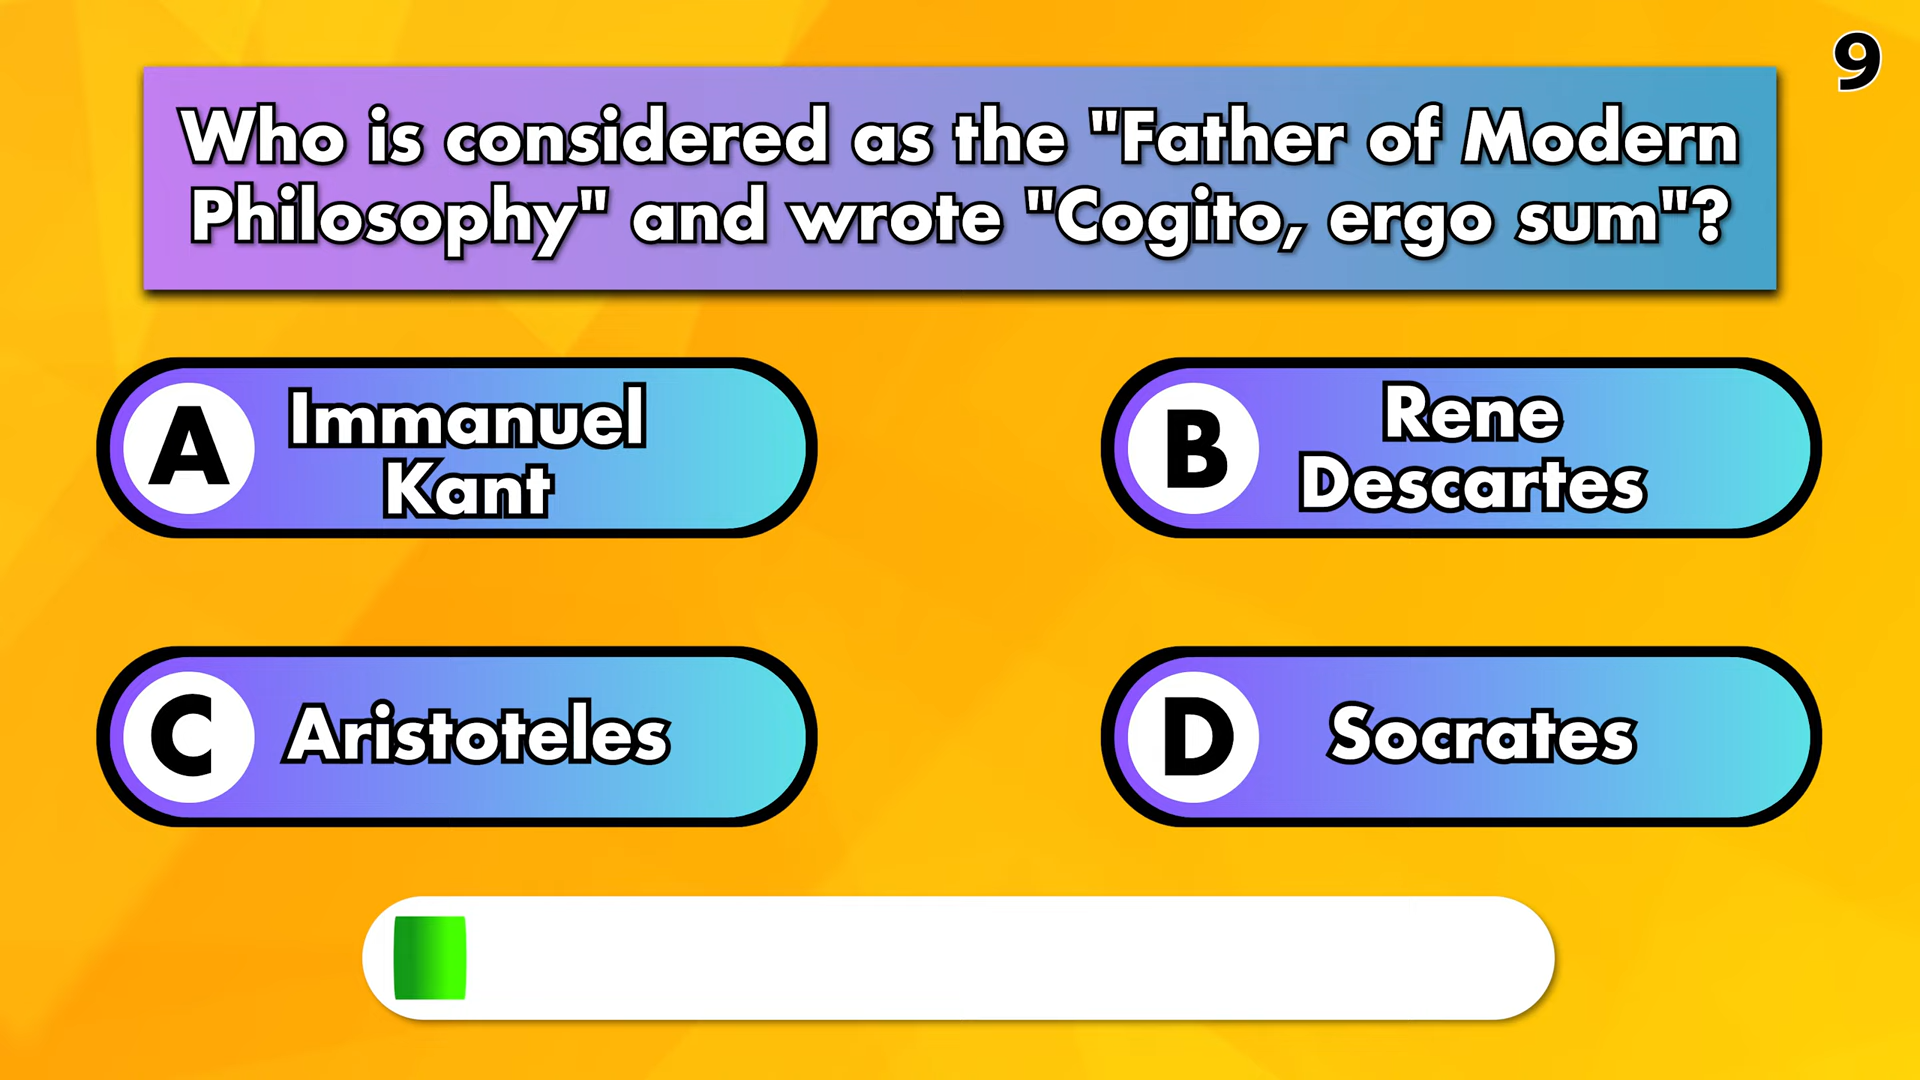 9
Who is considered as the "Father of Modern
Philosophy" and wrote "Cogito, ergo sum"?
A
Immanuel
Kant
B
Rene
Descartes
C
Aristoteles
D
Socrates